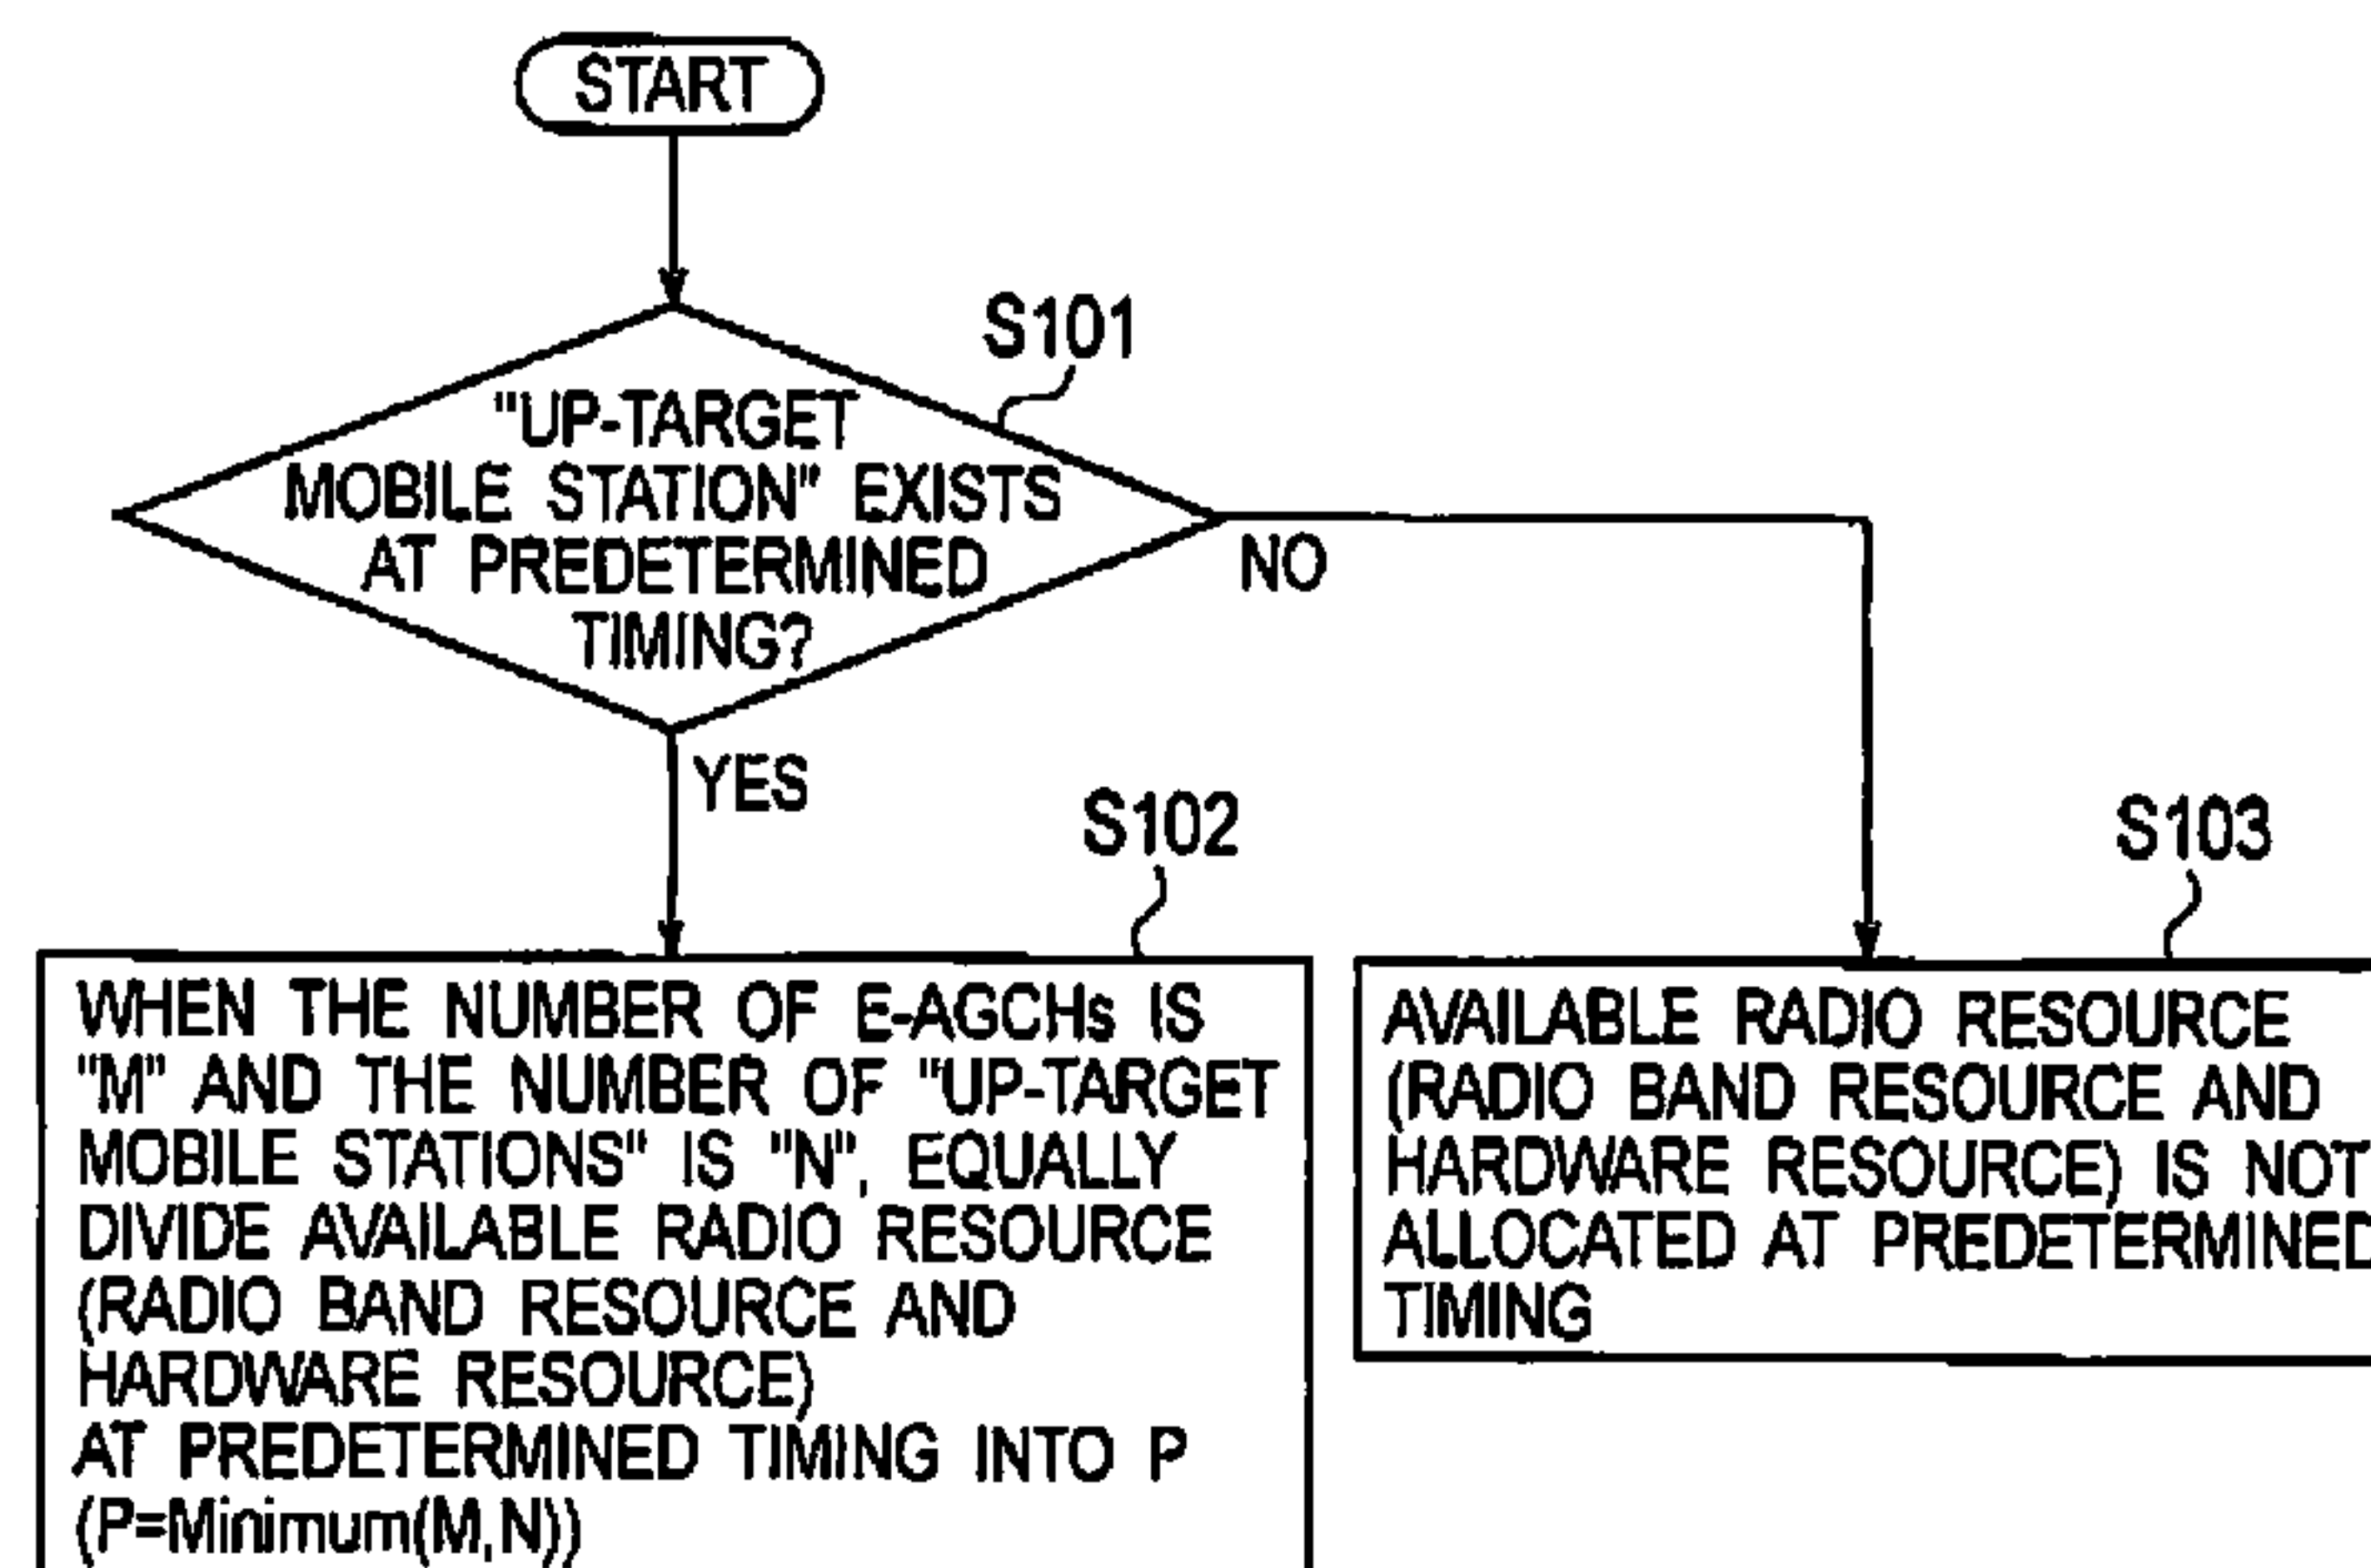 START
S101
"UP-TARGET
MOBILE STATION" EXISTS
AT PREDETERMINED
TIMING?
NO
YES
S102
WHEN THE NUMBER OF E-AGCHs IS
"M" AND THE NUMBER OF "UP-TARGET
MOBILE STATIONS" IS "N", EQUALLY
DIVIDE AVAILABLE RADIO RESOURCE
(RADIO BAND RESOURCE AND
HARDWARE RESOURCE)
AT PREDETERMINED TIMING INTO P
(P=Minimum(M,N))
S103
AVAILABLE RADIO RESOURCE
(RADIO BAND RESOURCE AND
HARDWARE RESOURCE) IS NOT
ALLOCATED AT PREDETERMINED
TIMING